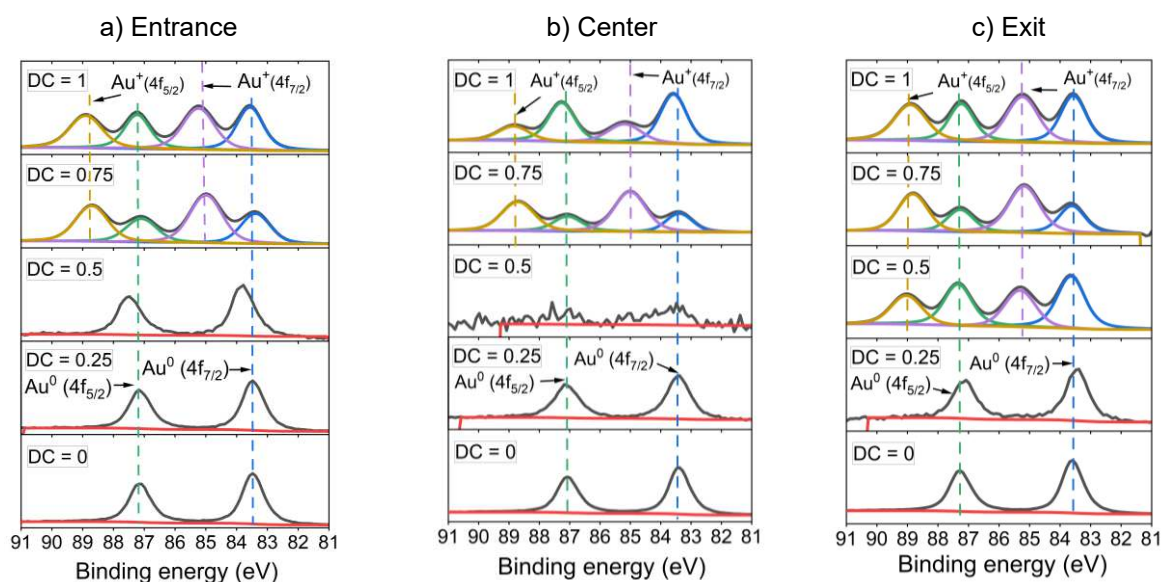 a) Entrance
DC = 1
Au⁺(4f₅/₂)
Au⁺(4f₇/₂)
DC = 0.75
DC = 0.5
DC = 0.25
Au⁰ (4f₇/₂)
Au⁰ (4f₅/₂)
DC = 0
91 90 89 88 87 86 85 84 83 82 81
Binding energy (eV)
b) Center
DC = 1
Au⁺(4f₅/₂)
Au⁺(4f₇/₂)
DC = 0.75
DC = 0.5
DC = 0.25
Au⁰ (4f₇/₂)
Au⁰ (4f₅/₂)
DC = 0
91 90 89 88 87 86 85 84 83 82 81
Binding energy (eV)
c) Exit
DC = 1
Au⁺(4f₅/₂)
Au⁺(4f₇/₂)
DC = 0.75
DC = 0.5
DC = 0.25
Au⁰ (4f₇/₂)
Au⁰ (4f₅/₂)
DC = 0
91 90 89 88 87 86 85 84 83 82 81
Binding energy (eV)